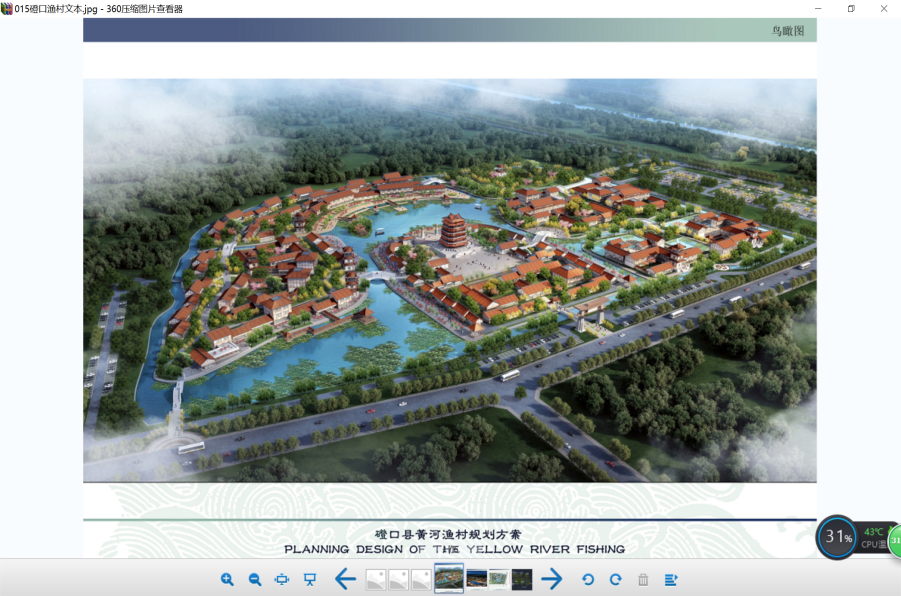 015磴口渔村文本.jpg - 360压缩图片查看器
鸟瞰图
磴口县黄河渔村规划方案
PLANNING DESIGN OF THE YELLOW RIVER FISHING
31%
43℃
CPU温
31